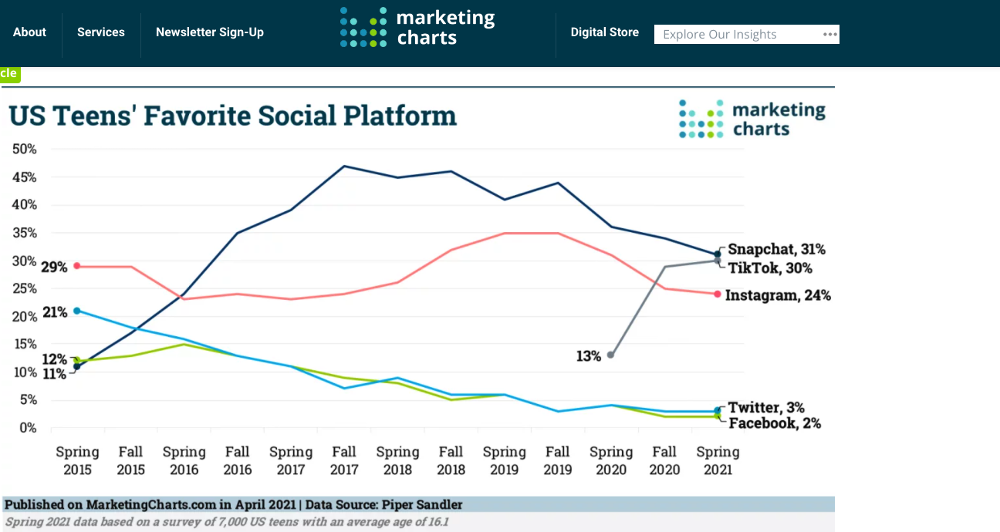 About
Services
Newsletter Sign-Up
marketing
charts
Digital Store
Explore Our Insights
cle
US Teens' Favorite Social Platform
marketing
charts
50%
45%
40%
35%
30%
25%
20%
15%
10%
5%
0%
29%
21%
12%
11%
13%
Snapchat, 31%
TikTok, 30%
Instagram, 24%
Twitter, 3%
Facebook, 2%
Spring 2015
Fall 2015
Spring 2016
Fall 2016
Spring 2017
Fall 2017
Spring 2018
Fall 2018
Spring 2019
Fall 2019
Spring 2020
Fall 2020
Spring 2021
Published on MarketingCharts.com in April 2021 | Data Source: Piper Sandler
Spring 2021 data based on a survey of 7,000 US teens with an average age of 16.1